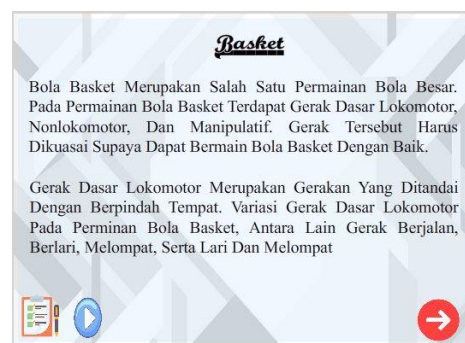 Basket
Bola Basket Merupakan Salah Satu Permainan Bola Besar.
Pada Permainan Bola Basket Terdapat Gerak Dasar Lokomotor,
Nonlokomotor, Dan Manipulatif. Gerak Tersebut Harus
Dikuasai Supaya Dapat Bermain Bola Basket Dengan Baik.
Gerak Dasar Lokomotor Merupakan Gerakan Yang Ditandai
Dengan Berpindah Tempat. Variasi Gerak Dasar Lokomotor
Pada Perminan Bola Basket, Antara Lain Gerak Berjalan,
Berlari, Melompat, Serta Lari Dan Melompat